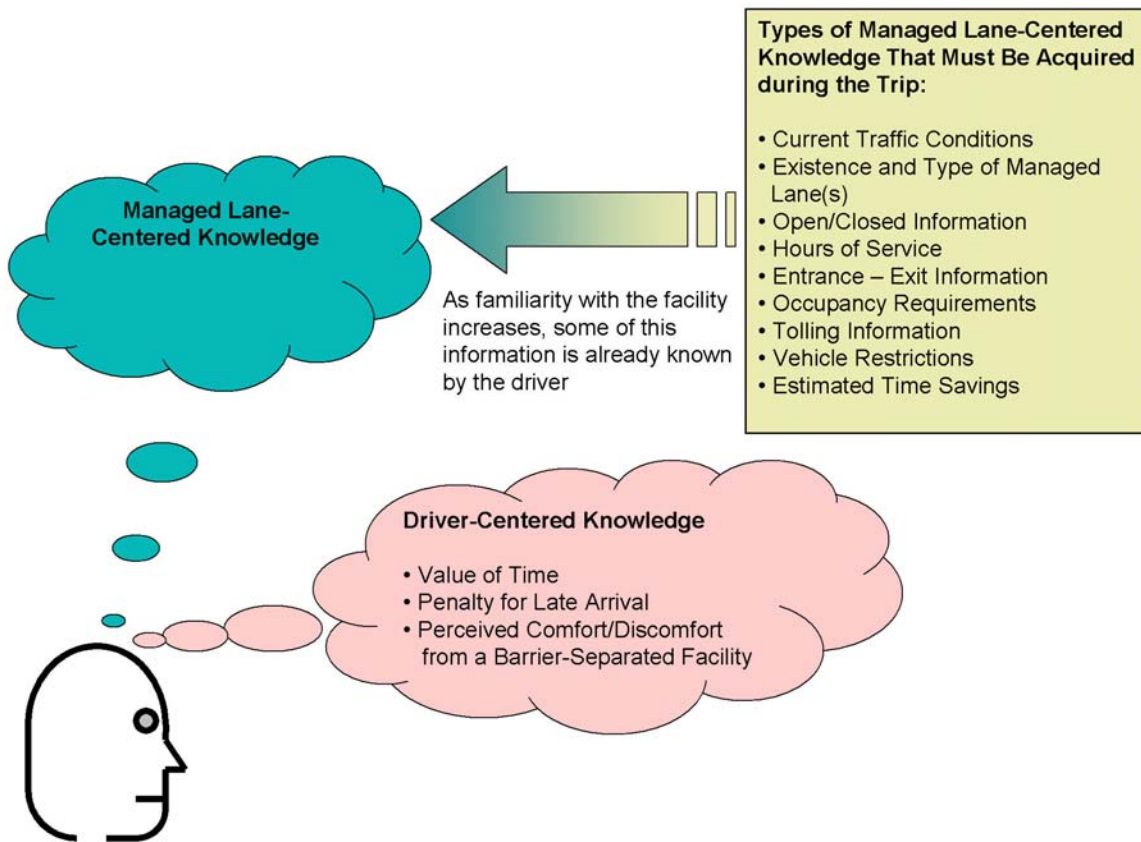 Types of Managed Lane-Centered
Knowledge That Must Be Acquired
during the Trip:
• Current Traffic Conditions
• Existence and Type of Managed
Lane(s)
• Open/Closed Information
• Hours of Service
• Entrance – Exit Information
• Occupancy Requirements
• Tolling Information
• Vehicle Restrictions
• Estimated Time Savings
Managed Lane-
Centered Knowledge
As familiarity with the facility
increases, some of this
information is already known
by the driver
Driver-Centered Knowledge
• Value of Time
• Penalty for Late Arrival
• Perceived Comfort/Discomfort
from a Barrier-Separated Facility